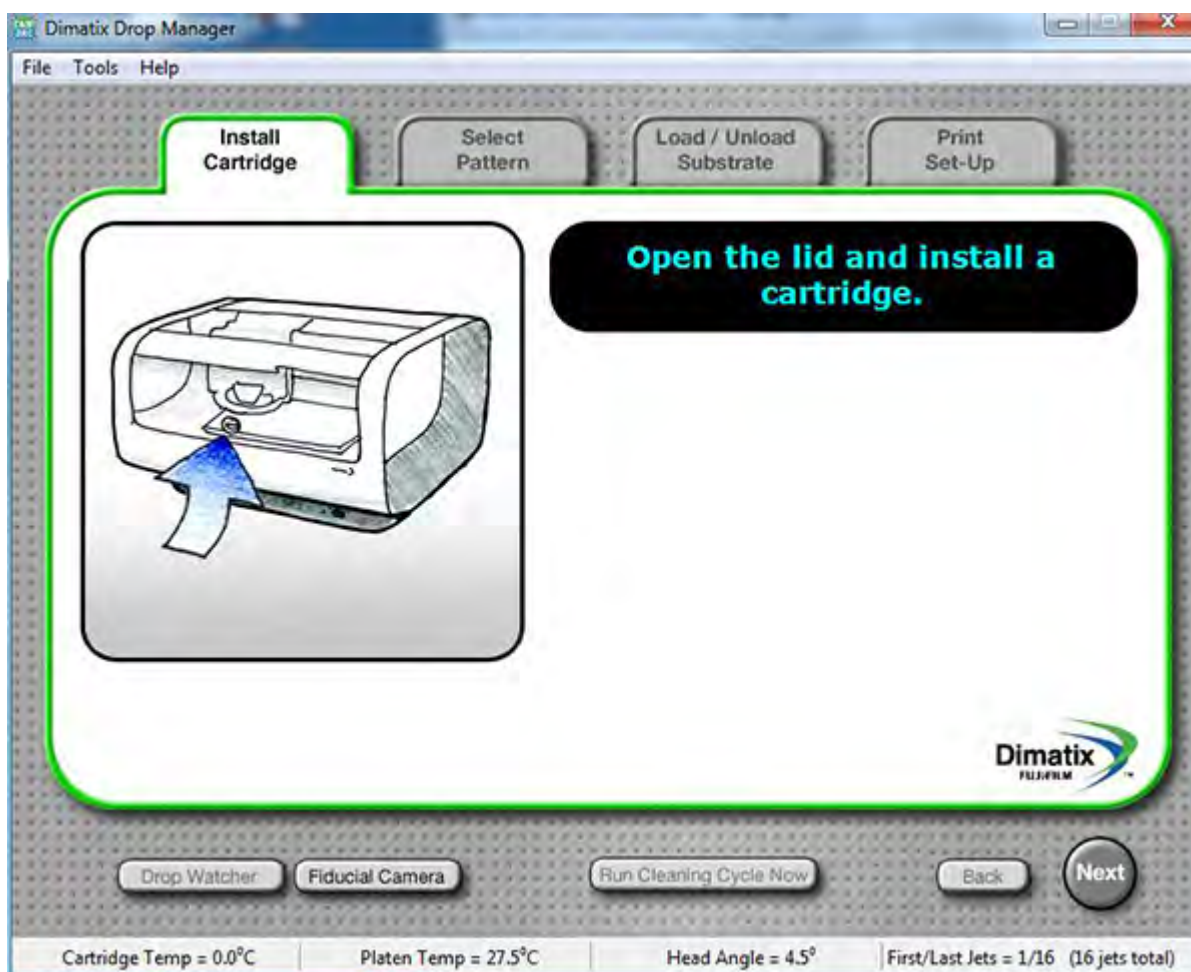 Dimatix Drop Manager
File Tools Help
Install
Cartridge
Select
Pattern
Load / Unload
Substrate
Print
Set-Up
Open the lid and install a
cartridge.
Dimatix
FUJIFILM
TM
Drop Watcher
Fiducial Camera
Run Cleaning Cycle Now
Back
Next
Cartridge Temp = 0.0°C
Platen Temp = 27.5°C
Head Angle = 4.5°
First/Last Jets = 1/16 (16 jets total)